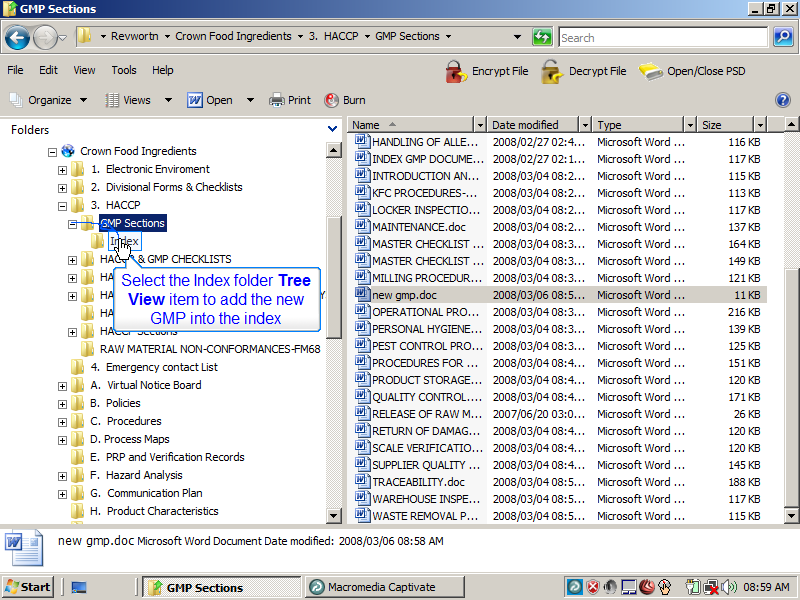 GMP Sections
Revwortn Crown Food Ingredients 3. HACCP GMP Sections
Search
File Edit View Tools Help
Encrypt File Decrypt File Open/Close PSD
Organize Views Open Print Burn
Folders
Crown Food Ingredients
1. Electronic Enviroment
2. Divisional Forms & Checklists
3. HACCP
GMP Sections
Index
HACCP & GMP CHECKLISTS
RAW MATERIAL NON-CONFORMANCES-FM68
4. Emergency contact List
A. Virtual Notice Board
B. Policies
C. Procedures
D. Process Maps
E. PRP and Verification Records
F. Hazard Analysis
G. Communication Plan
H. Product Characteristics
Select the Index folder Tree
View item to add the new
GMP into the index
Name Date modified Type Size
HANDLING OF ALLE... 2008/02/27 02:4... Microsoft Word ... 116 KB
INDEX GMP DOCUME... 2008/02/27 02:1... Microsoft Word ... 117 KB
INTRODUCTION AN... 2008/03/04 08:4... Microsoft Word ... 115 KB
KFC PROCEDURES-... 2008/03/04 08:4... Microsoft Word ... 113 KB
LOCKER INSPECTIO... 2008/03/04 08:4... Microsoft Word ... 117 KB
MAINTENANCE.doc 2008/03/04 08:4... Microsoft Word ... 137 KB
MASTER CHECKLIST ... 2008/03/04 08:4... Microsoft Word ... 164 KB
MASTER CHECKLIST ... 2008/03/04 08:4... Microsoft Word ... 149 KB
MILLING PROCEDUR... 2008/03/04 08:4... Microsoft Word ... 121 KB
new gmp.doc 2008/03/06 08:5... Microsoft Word ... 11 KB
OPERATIONAL PRO... 2008/03/04 08:4... Microsoft Word ... 216 KB
PERSONAL HYGIENE... 2008/03/04 08:4... Microsoft Word ... 139 KB
PEST CONTROL PRO... 2008/03/04 08:4... Microsoft Word ... 125 KB
PROCEDURES FOR ... 2008/03/04 08:4... Microsoft Word ... 151 KB
PRODUCT STORAGE... 2008/03/04 08:4... Microsoft Word ... 120 KB
QUALITY CONTROL... 2008/03/04 08:4... Microsoft Word ... 171 KB
RELEASE OF RAW M... 2007/06/20 03:0... Microsoft Word ... 26 KB
RETURN OF DAMAG... 2008/03/04 08:5... Microsoft Word ... 120 KB
SCALE VERIFICATIO... 2008/03/04 08:5... Microsoft Word ... 120 KB
SUPPLIER QUALITY ... 2008/03/04 08:5... Microsoft Word ... 145 KB
TRACEABILITY.doc 2008/03/04 08:5... Microsoft Word ... 188 KB
WAREHOUSE INSPE... 2008/03/04 08:5... Microsoft Word ... 117 KB
WASTE REMOVAL P... 2008/03/04 08:5... Microsoft Word ... 115 KB
new gmp.doc Microsoft Word Document Date modified: 2008/03/06 08:58 AM
Start GMP Sections Macromedia Captivate 08:59 AM